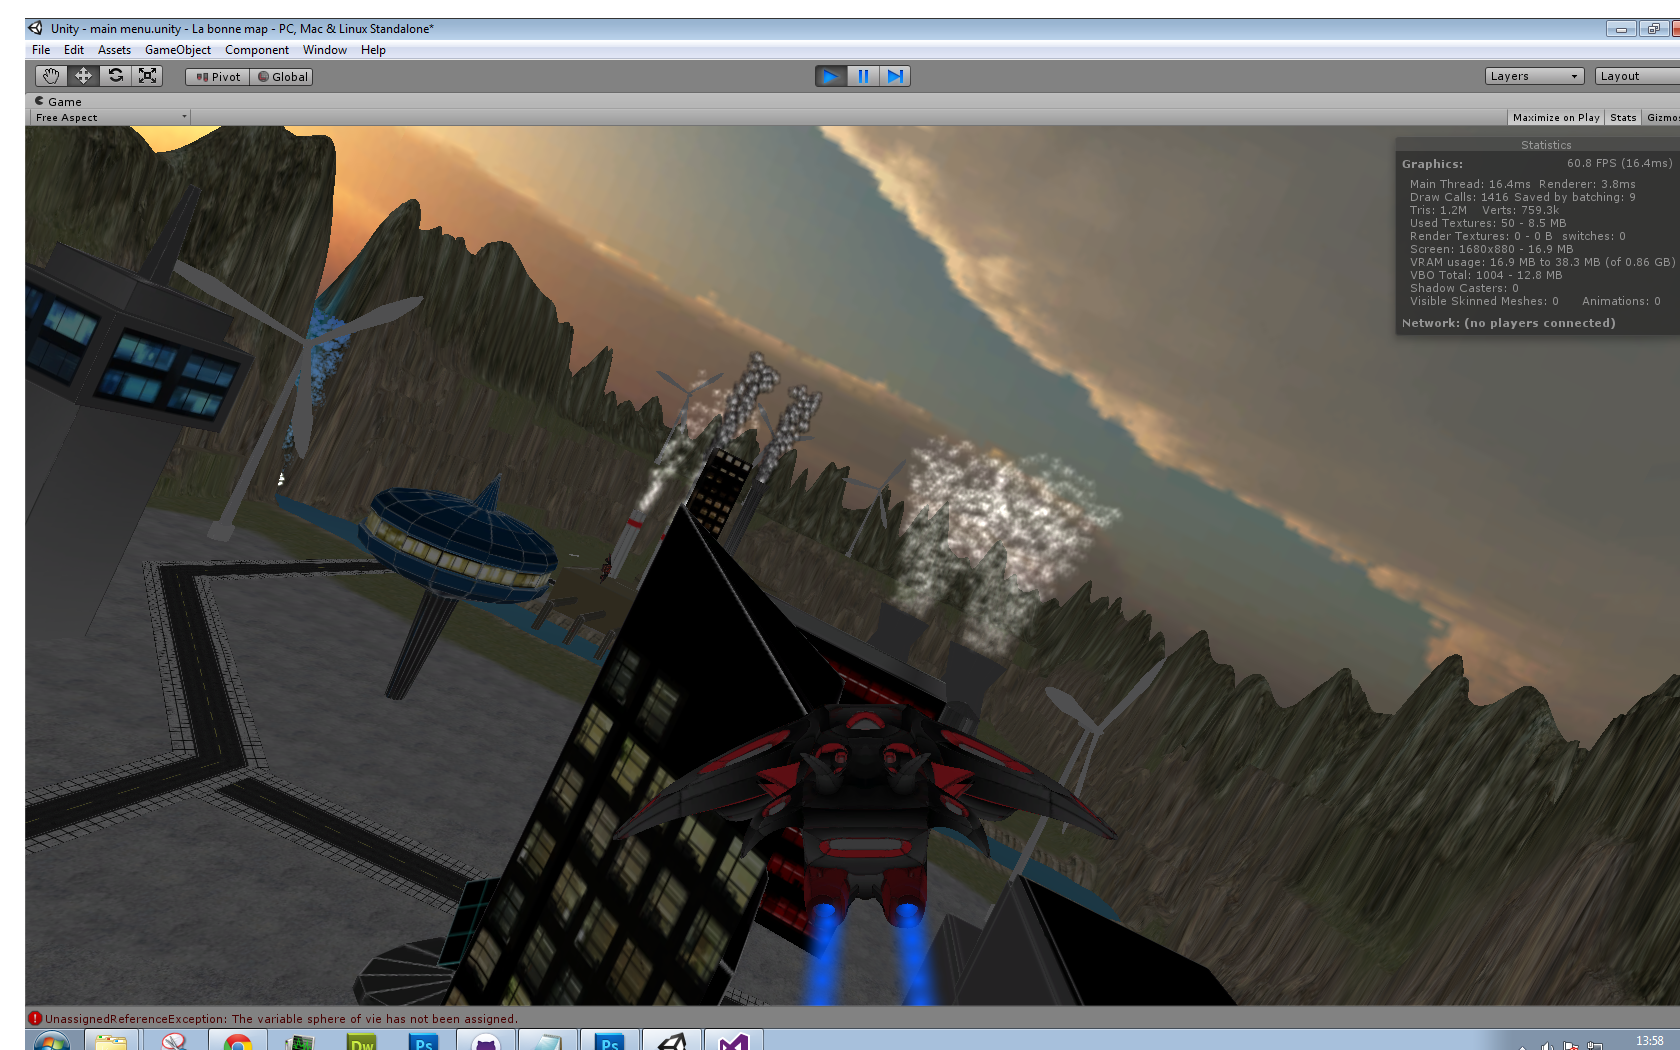 Unity - main menu.unity - La bonne map - PC, Mac & Linux Standalone*
File Edit Assets GameObject Component Window Help
Pivot Global Layers Layout
Game
Free Aspect Maximize on Play Stats Gizmos
Statistics
Graphics: 60.8 FPS (16.4ms)
Main Thread: 16.4ms Renderer: 3.8ms
Draw Calls: 1416 Saved by batching: 9
Tris: 1.2M Verts: 759.3k
Used Textures: 50 - 8.5 MB
Render Textures: 0 - 0 B switches: 0
Screen: 1680x880 - 16.9 MB
VRAM usage: 16.9 MB to 38.3 MB (of 0.86 GB)
VBO Total: 1004 - 12.8 MB
Shadow Casters: 0
Visible Skinned Meshes: 0 Animations: 0
Network: (no players connected)
UnassignedReferenceException: The variable sphere of vie has not been assigned.
Dw Ps Ps 13:58